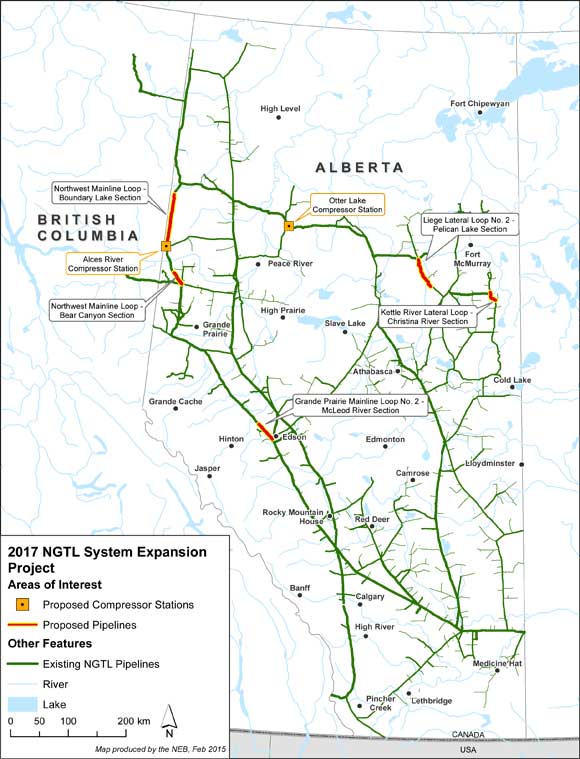 High Level
Fort Chipewyan
ALBERTA
Northwest Mainline Loop -
Boundary Lake Section
Otter Lake
Compressor Station
BRITISH
COLUMBIA
Liege Lateral Loop No. 2 -
Pelican Lake Section
Alces River
Compressor Station
Fort
McMurray
Peace River
Northwest Mainline Loop -
Bear Canyon Section
High Prairie
Kettle River Lateral Loop -
Christina River Section
Grande
Prairie
Slave Lake
Athabasca
Cold Lake
Grande Cache
Grande Prairie Mainline Loop No. 2 -
McLeod River Section
Hinton
Edson
Edmonton
Jasper
Lloydminster
Camrose
Rocky Mountain
House
Red Deer
2017 NGTL System Expansion
Project
Areas of Interest
Proposed Compressor Stations
Proposed Pipelines
Other Features
Existing NGTL Pipelines
River
Lake
0 50 100 200 km
N
Map produced by the NEB, Feb 2015
Banff
Calgary
High River
Medicine Hat
Pincher
Creek
Lethbridge
CANADA
USA